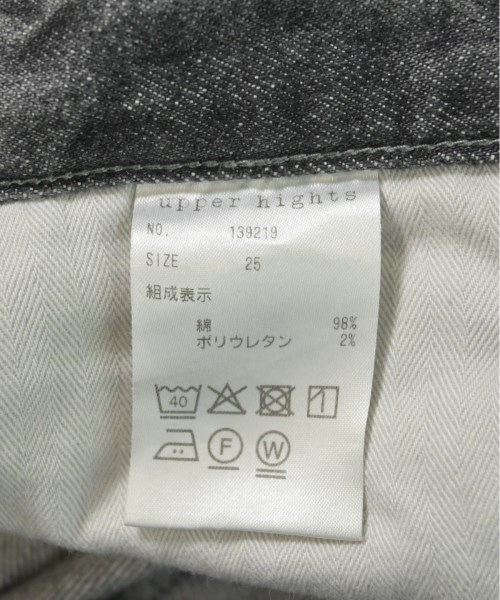 upper hights
NO. 139219
SIZE 25
組成表示
綿 98%
ポリウレタン 2%
40
F W